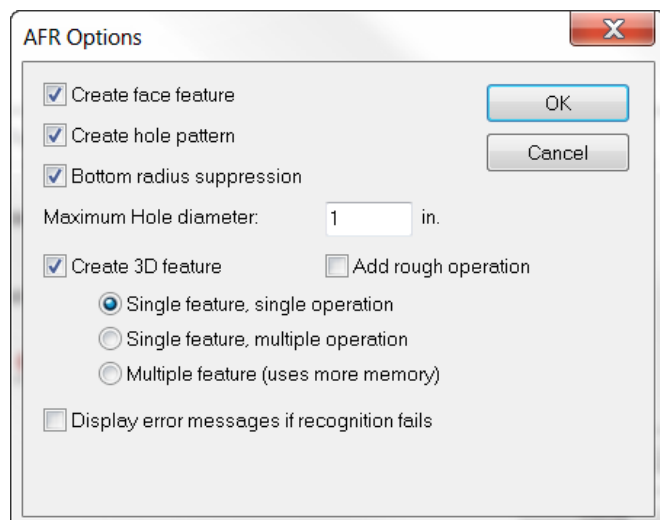 AFR Options
Create face feature
OK
Create hole pattern
Cancel
Bottom radius suppression
Maximum Hole diameter: 1 in.
Create 3D feature Add rough operation
Single feature, single operation
Single feature, multiple operation
Multiple feature (uses more memory)
Display error messages if recognition fails